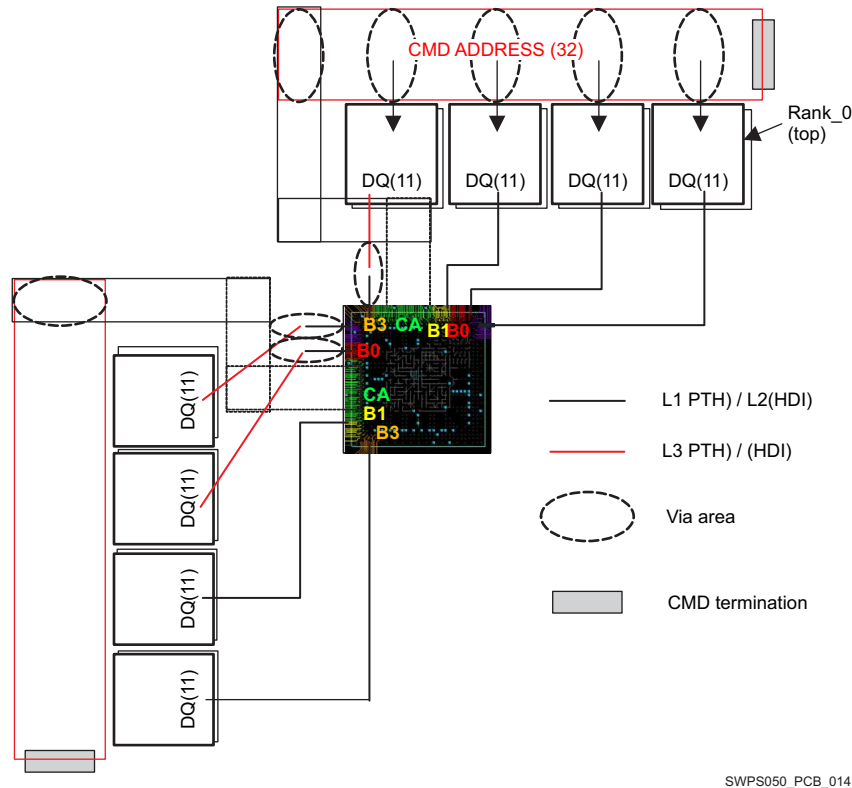 CMD ADDRESS (32)
Rank_0
(top)
DQ(11)
DQ(11)
DQ(11)
DQ(11)
B3
CA
B1
B0
B0
CA
B1
B3
DQ(11)
DQ(11)
DQ(11)
DQ(11)
L1 PTH) / L2(HDI)
L3 PTH) / (HDI)
Via area
CMD termination
SWPS050_PCB_014